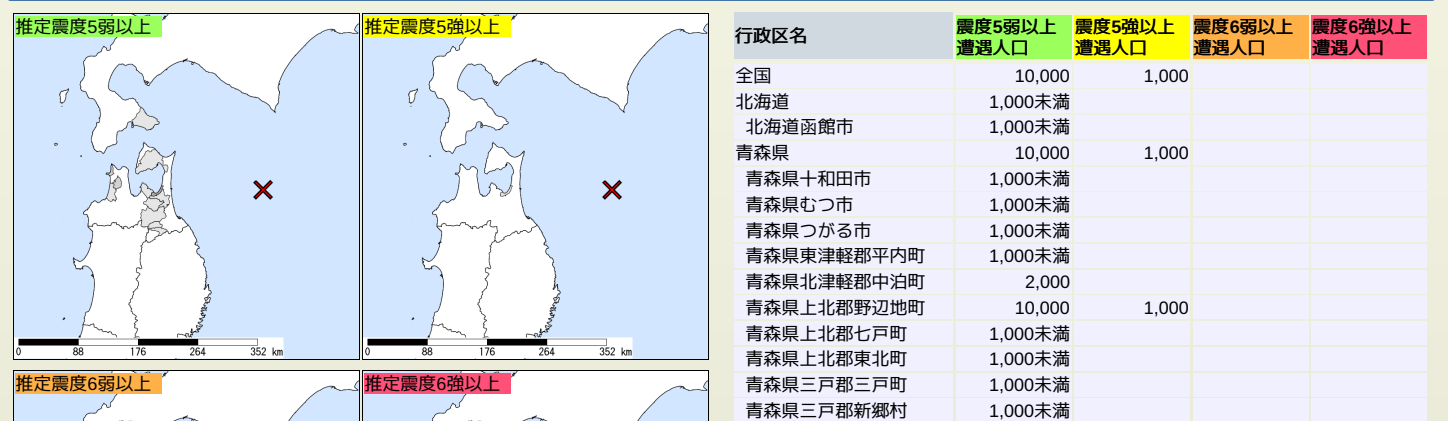 推定震度5弱以上
推定震度5強以上
0 88 176 264 352 km
0 88 176 264 352 km
推定震度6弱以上
推定震度6強以上
行政区名 震度5弱以上遭遇人口 震度5強以上遭遇人口 震度6弱以上遭遇人口 震度6強以上遭遇人口
全国 10,000 1,000
北海道 1,000未満
北海道函館市 1,000未満
青森県 10,000 1,000
青森県十和田市 1,000未満
青森県むつ市 1,000未満
青森県つがる市 1,000未満
青森県東津軽郡平内町 1,000未満
青森県北津軽郡中泊町 2,000
青森県上北郡野辺地町 10,000 1,000
青森県上北郡七戸町 1,000未満
青森県上北郡東北町 1,000未満
青森県三戸郡三戸町 1,000未満
青森県三戸郡新郷村 1,000未満